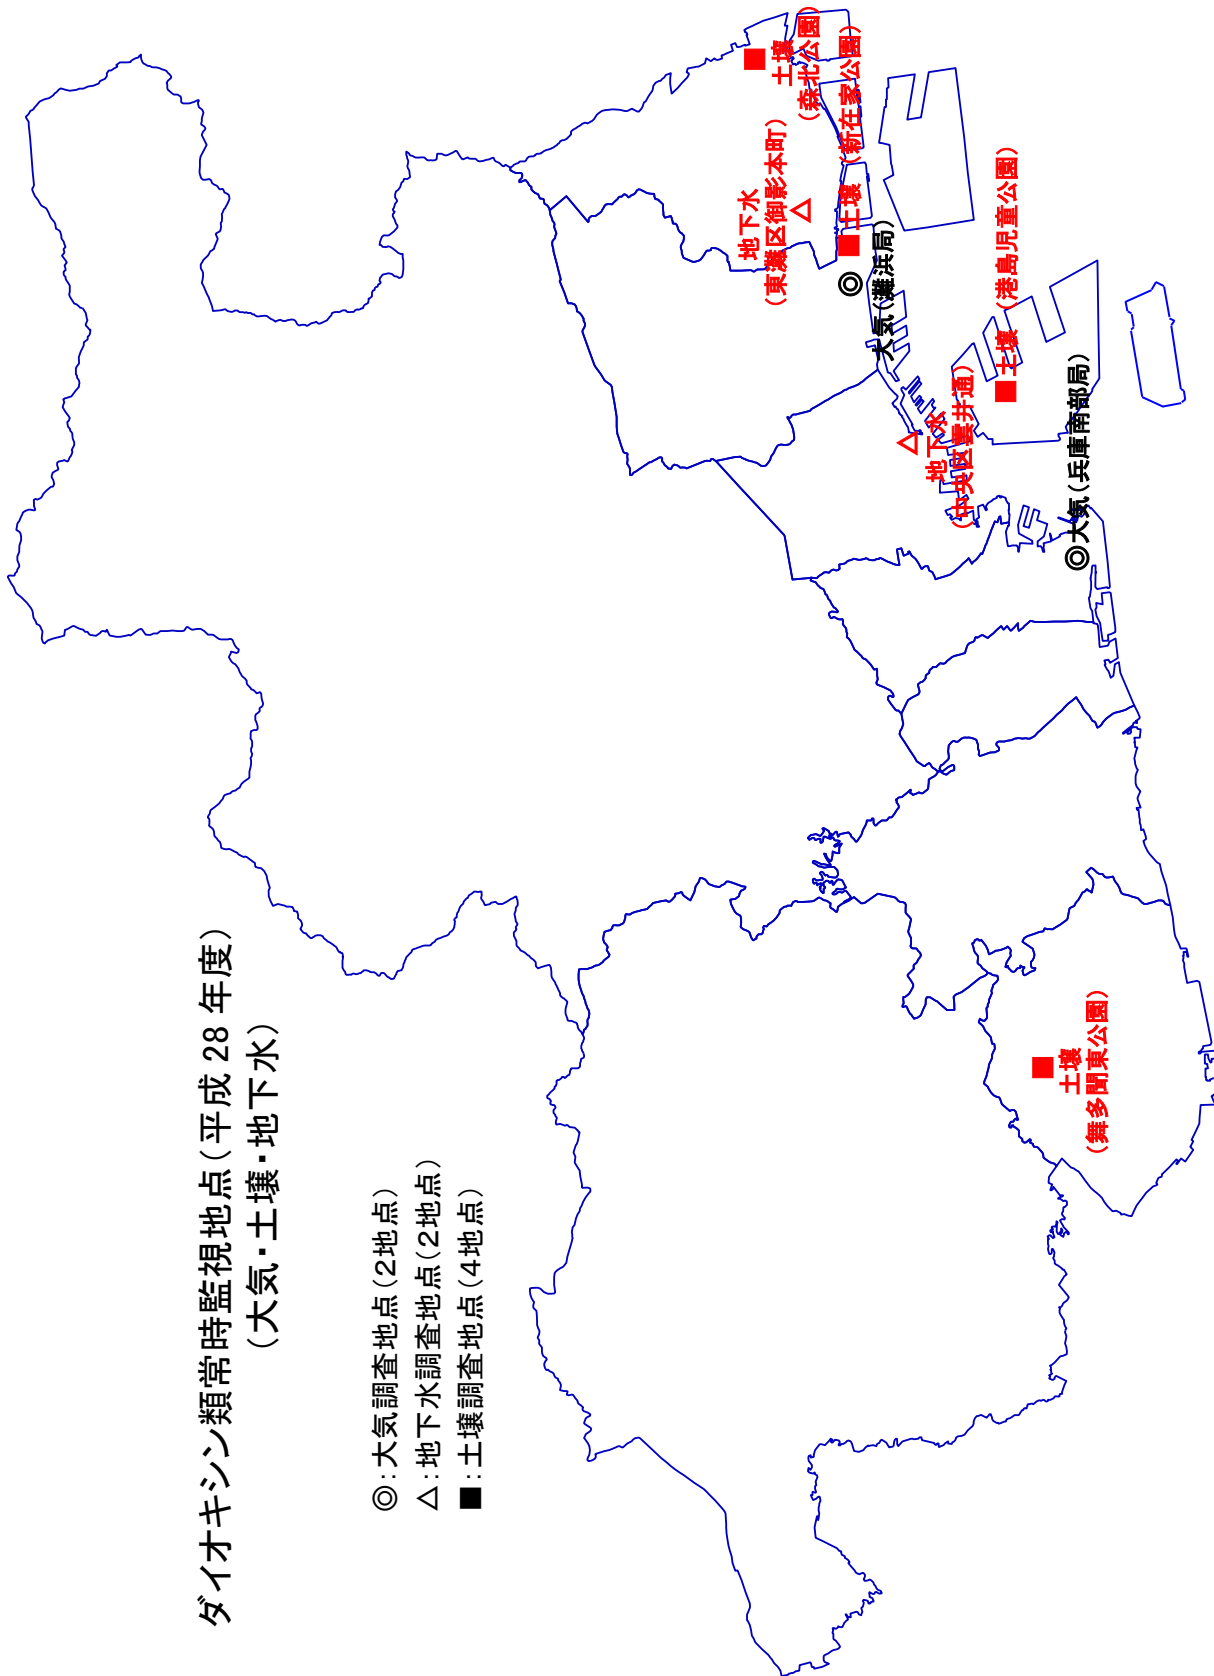 ダイオキシン類常時監視地点(平成 28 年度)
(大気・土壌・地下水)
◎:大気調査地点(2地点)
△:地下水調査地点(2地点)
■:土壌調査地点(4地点)
土壌
(森北公園)
地下水
(東灘区御影本町)
土壌 (新在家公園)
大気(灘浜局)
土壌 (港島児童公園)
地下水
(中央区雲井通)
大気(兵庫南部局)
土壌
(舞多聞東公園)